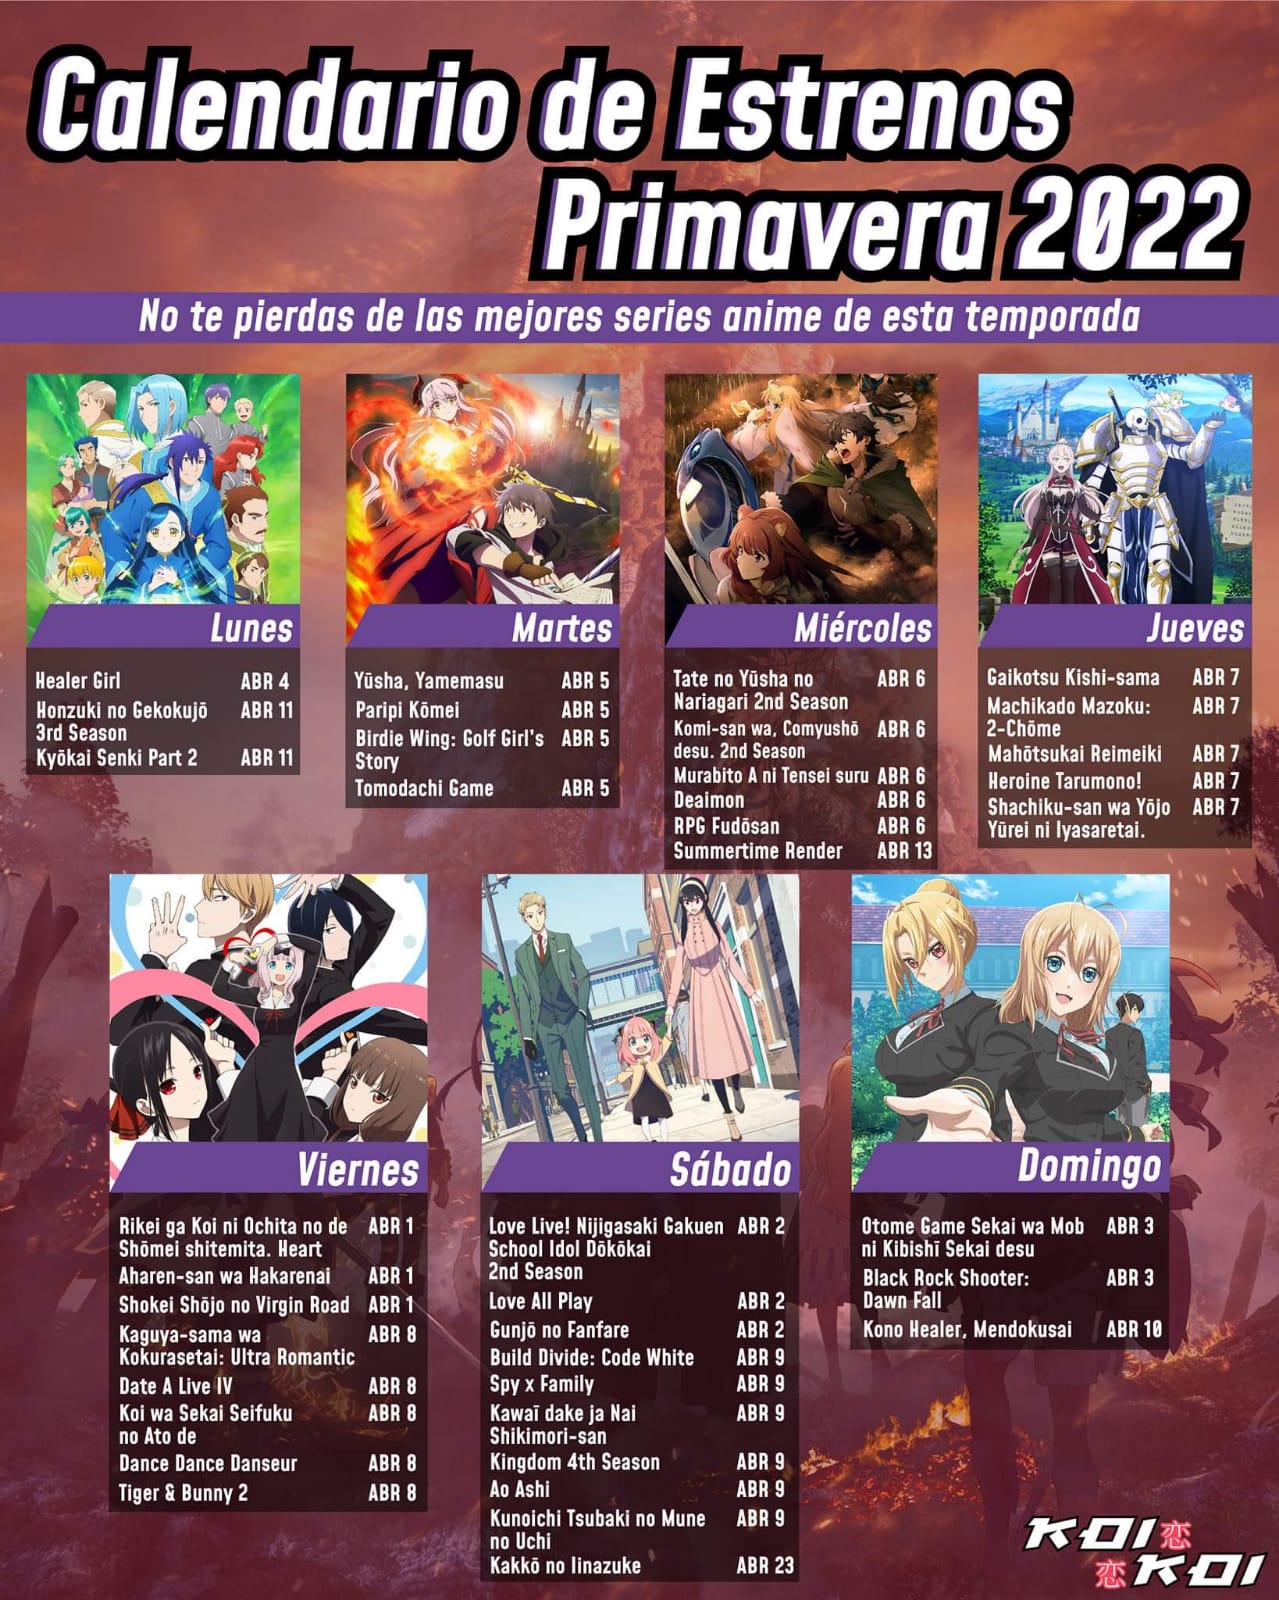 Calendario de Estrenos
Primavera 2022
No te pierdas de las mejores series anime de esta temporada
Lunes
Healer Girl ABR 4
Honzuki no Gekokujō ABR 11
3rd Season
Kyōkai Senki Part 2 ABR 11
Martes
Yūsha, Yamemasu ABR 5
Paripi Kōmei ABR 5
Birdie Wing: Golf Girl's ABR 5
Story
Tomodachi Game ABR 5
Miércoles
Tate no Yūsha no ABR 6
Nariagari 2nd Season
Komi-san wa, Comyushō ABR 6
desu. 2nd Season
Murabito A ni Tensei suru ABR 6
Deaimon ABR 6
RPG Fudōsan ABR 6
Summertime Render ABR 13
Jueves
Gaikotsu Kishi-sama ABR 7
Machikado Mazoku: ABR 7
2-Chōme
Mahōtsukai Reimeiki ABR 7
Heroine Tarumono! ABR 7
Shachiku-san wa Yōjo ABR 7
Yūrei ni Iyasaretai.
Viernes
Rikei ga Koi ni Ochita no de ABR 1
Shōmei shitemita. Heart
Aharen-san wa Hakarenai ABR 1
Shokei Shōjo no Virgin Road ABR 1
Kaguya-sama wa ABR 8
Kokurasetai: Ultra Romantic
Date A Live IV ABR 8
Koi wa Sekai Seifuku ABR 8
no Ato de
Dance Dance Danseur ABR 8
Tiger & Bunny 2 ABR 8
Sábado
Love Live! Nijigasaki Gakuen ABR 2
School Idol Dōkōkai
2nd Season
Love All Play ABR 2
Gunjō no Fanfare ABR 2
Build Divide: Code White ABR 9
Spy x Family ABR 9
Kawaī dake ja Nai ABR 9
Shikimori-san
Kingdom 4th Season ABR 9
Ao Ashi ABR 9
Kunoichi Tsubaki no Mune ABR 9
no Uchi
Kakkō no Iinazuke ABR 23
Domingo
Otome Game Sekai wa Mob ABR 3
ni Kibishī Sekai desu
Black Rock Shooter: ABR 3
Dawn Fall
Kono Healer, Mendokusai ABR 10
KOI恋
恋KOI